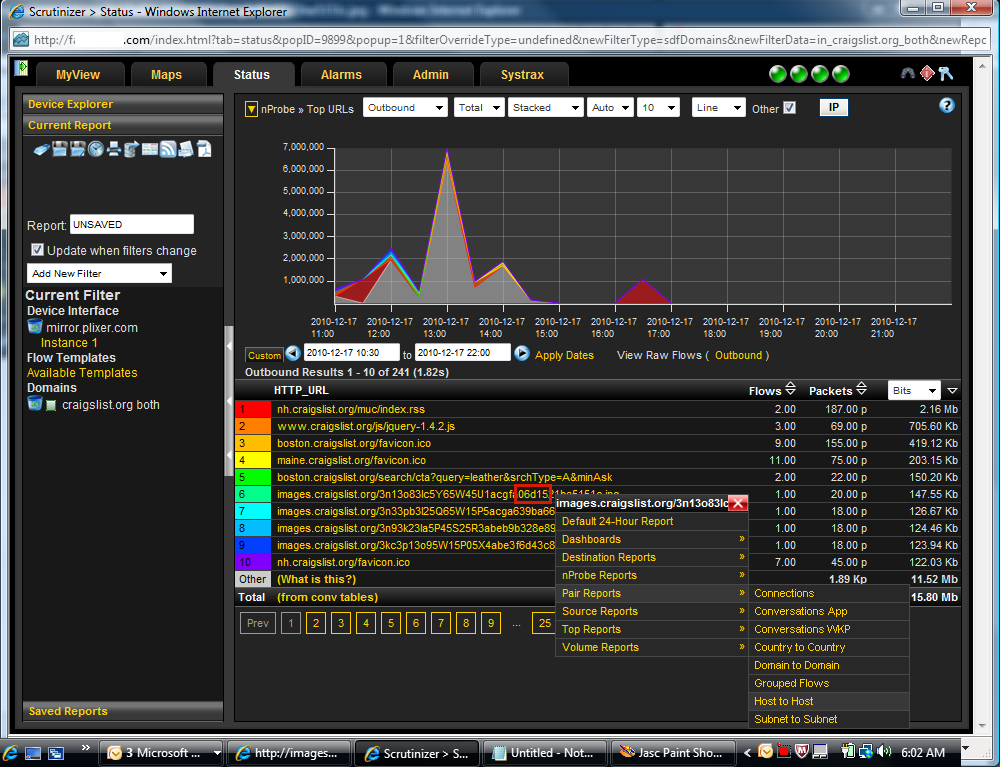 Scrutinizer > Status - Windows Internet Explorer
http://fa .com/index.html?tab=status&popID=9899&popup=1&filterOverrideType=undefined&newFilterType=sdfDomains&newFilterData=in_craigslist.org_both&newRepo
MyView Maps Status Alarms Admin Systrax
Device Explorer
Current Report
Report: UNSAVED
Update when filters change
Add New Filter
Current Filter
Device Interface
mirror.plixer.com
Instance 1
Flow Templates
Available Templates
Domains
craigslist.org both
Saved Reports
nProbe » Top URLs Outbound Total Stacked Auto 10 Line Other IP
7,000,000
6,000,000
5,000,000
4,000,000
3,000,000
2,000,000
1,000,000
2010-12-17 2010-12-17 2010-12-17 2010-12-17 2010-12-17 2010-12-17 2010-12-17 2010-12-17 2010-12-17 2010-12-17 2010-12-17
11:00 12:00 13:00 14:00 15:00 16:00 17:00 18:00 19:00 20:00 21:00
Custom 2010-12-17 10:30 to 2010-12-17 22:00 Apply Dates View Raw Flows ( Outbound )
Outbound Results 1 - 10 of 241 (1.82s)
HTTP_URL Flows Packets Bits
1 nh.craigslist.org/muc/index.rss 2.00 187.00 p 2.16 Mb
2 www.craigslist.org/js/jquery-1.4.2.js 3.00 69.00 p 705.60 Kb
3 boston.craigslist.org/favicon.ico 9.00 155.00 p 419.12 Kb
4 maine.craigslist.org/favicon.ico 11.00 75.00 p 203.15 Kb
5 boston.craigslist.org/search/cta?query=leather&srchType=A&minAsk 2.00 22.00 p 150.20 Kb
6 images.craigslist.org/3n13o83lc5Y65W45U1acgfa06d1521ba5151c.jpg 1.00 20.00 p 147.55 Kb
7 images.craigslist.org/3n33pb3l25Q65W15P5acga639ba66 1.00 18.00 p 126.67 Kb
8 images.craigslist.org/3n93k23la5P45S25R3abeb9b328e89 1.00 18.00 p 124.46 Kb
9 images.craigslist.org/3kc3p13o95W15P05X4abe3f6d43c8 1.00 18.00 p 123.94 Kb
10 nh.craigslist.org/favicon.ico 7.00 45.00 p 122.03 Kb
Other (What is this?) 1.89 Kp 11.52 Mb
Total (from conv tables) 15.80 Mb
Prev 1 2 3 4 5 6 7 8 9 ... 25
images.craigslist.org/3n13o83lc
Default 24-Hour Report
Dashboards »
Destination Reports »
nProbe Reports »
Pair Reports »
Source Reports »
Top Reports »
Volume Reports »
Connections
Conversations App
Conversations WKP
Country to Country
Domain to Domain
Grouped Flows
Host to Host
Subnet to Subnet
3 Microsoft ... http://images... Scrutinizer > S... Untitled - Not... Jasc Paint Sho... 6:02 AM